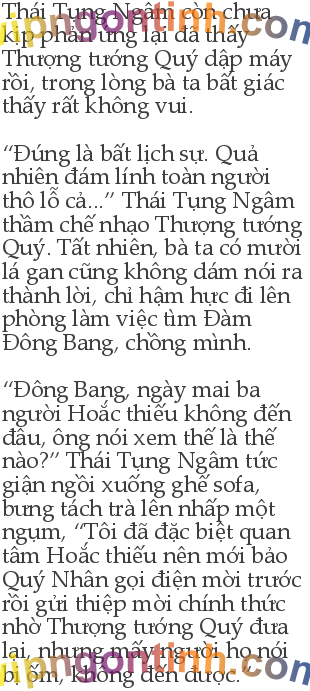 Thái Tụng Ngâm còn chưa
kịp phản ứng lại đã thấy
Thượng tướng Quý dập máy
rồi, trong lòng bà ta bất giác
thấy rất không vui.
“Đúng là bất lịch sự. Quả
nhiên đám lính toàn người
thô lỗ cả...” Thái Tụng Ngâm
thầm chế nhạo Thượng tướng
Quý. Tất nhiên, bà ta có mười
lá gan cũng không dám nói ra
thành lời, chỉ hậm hực đi lên
phòng làm việc tìm Đàm
Đông Bang, chồng mình.
“Đông Bang, ngày mai ba
người Hoắc thiếu không đến
đâu, ông nói xem thế là thế
nào?” Thái Tụng Ngâm tức
giận ngồi xuống ghế sofa,
bưng tách trà lên nhấp một
ngụm, “Tôi đã đặc biệt quan
tâm Hoắc thiếu nên mới bảo
Quý Nhân gọi điện mời trước
rồi gửi thiệp mời chính thức
nhờ Thượng tướng Quý đưa
lại, nhưng mấy người họ nói
bị ốm, không đến được.”
vipngontinh.com
vipngontinh.com